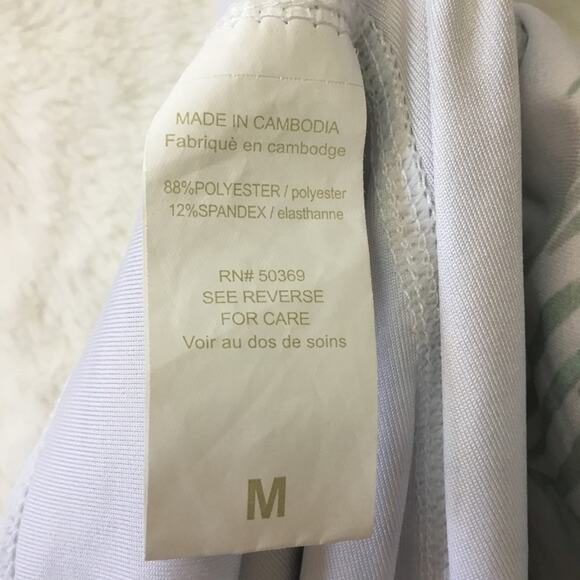 MADE IN CAMBODIA
Fabriquè en cambodge
88%POLYESTER / polyester
12%SPANDEX / elasthanne
RN# 50369
SEE REVERSE
FOR CARE
Voir au dos de soins
M